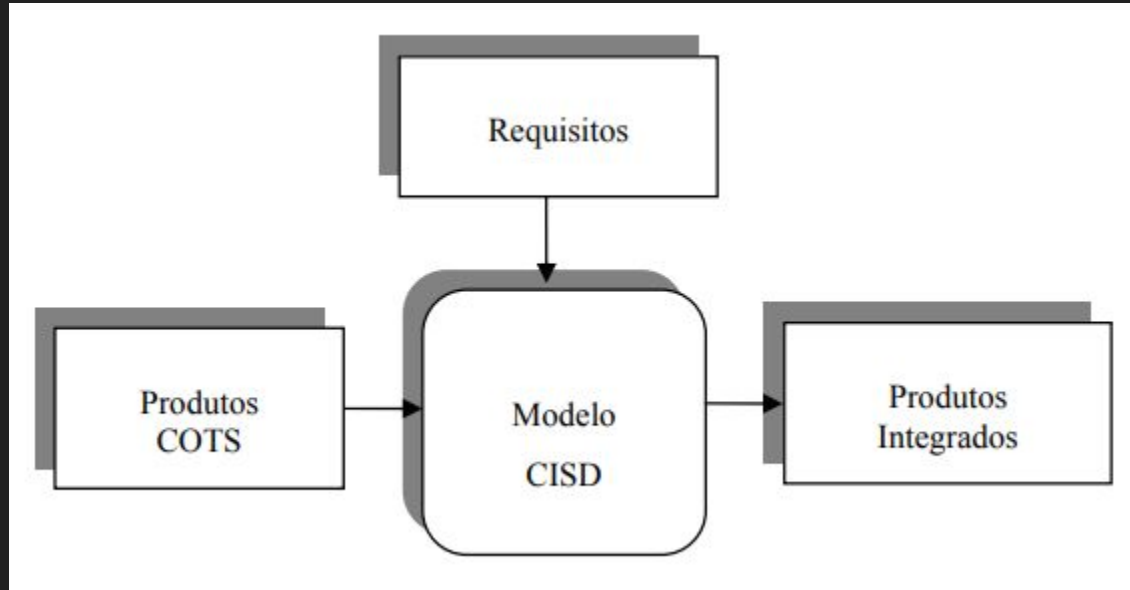 Requisitos
Produtos
COTS
Modelo
CISD
Produtos
Integrados